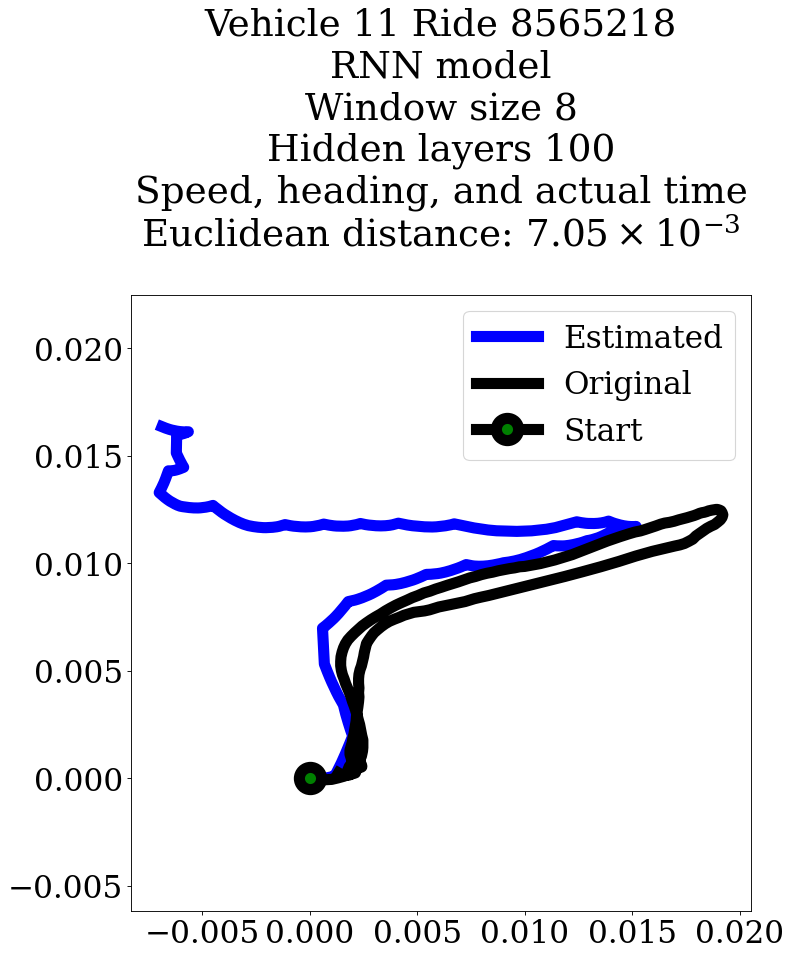 Vehicle 11 Ride 8565218
RNN model
Window size 8
Hidden layers 100
Speed, heading, and actual time
Euclidean distance: 7.05 × 10⁻³
Estimated
Original
Start
0.020
0.015
0.010
0.005
0.000
−0.005
−0.005 0.000 0.005 0.010 0.015 0.020